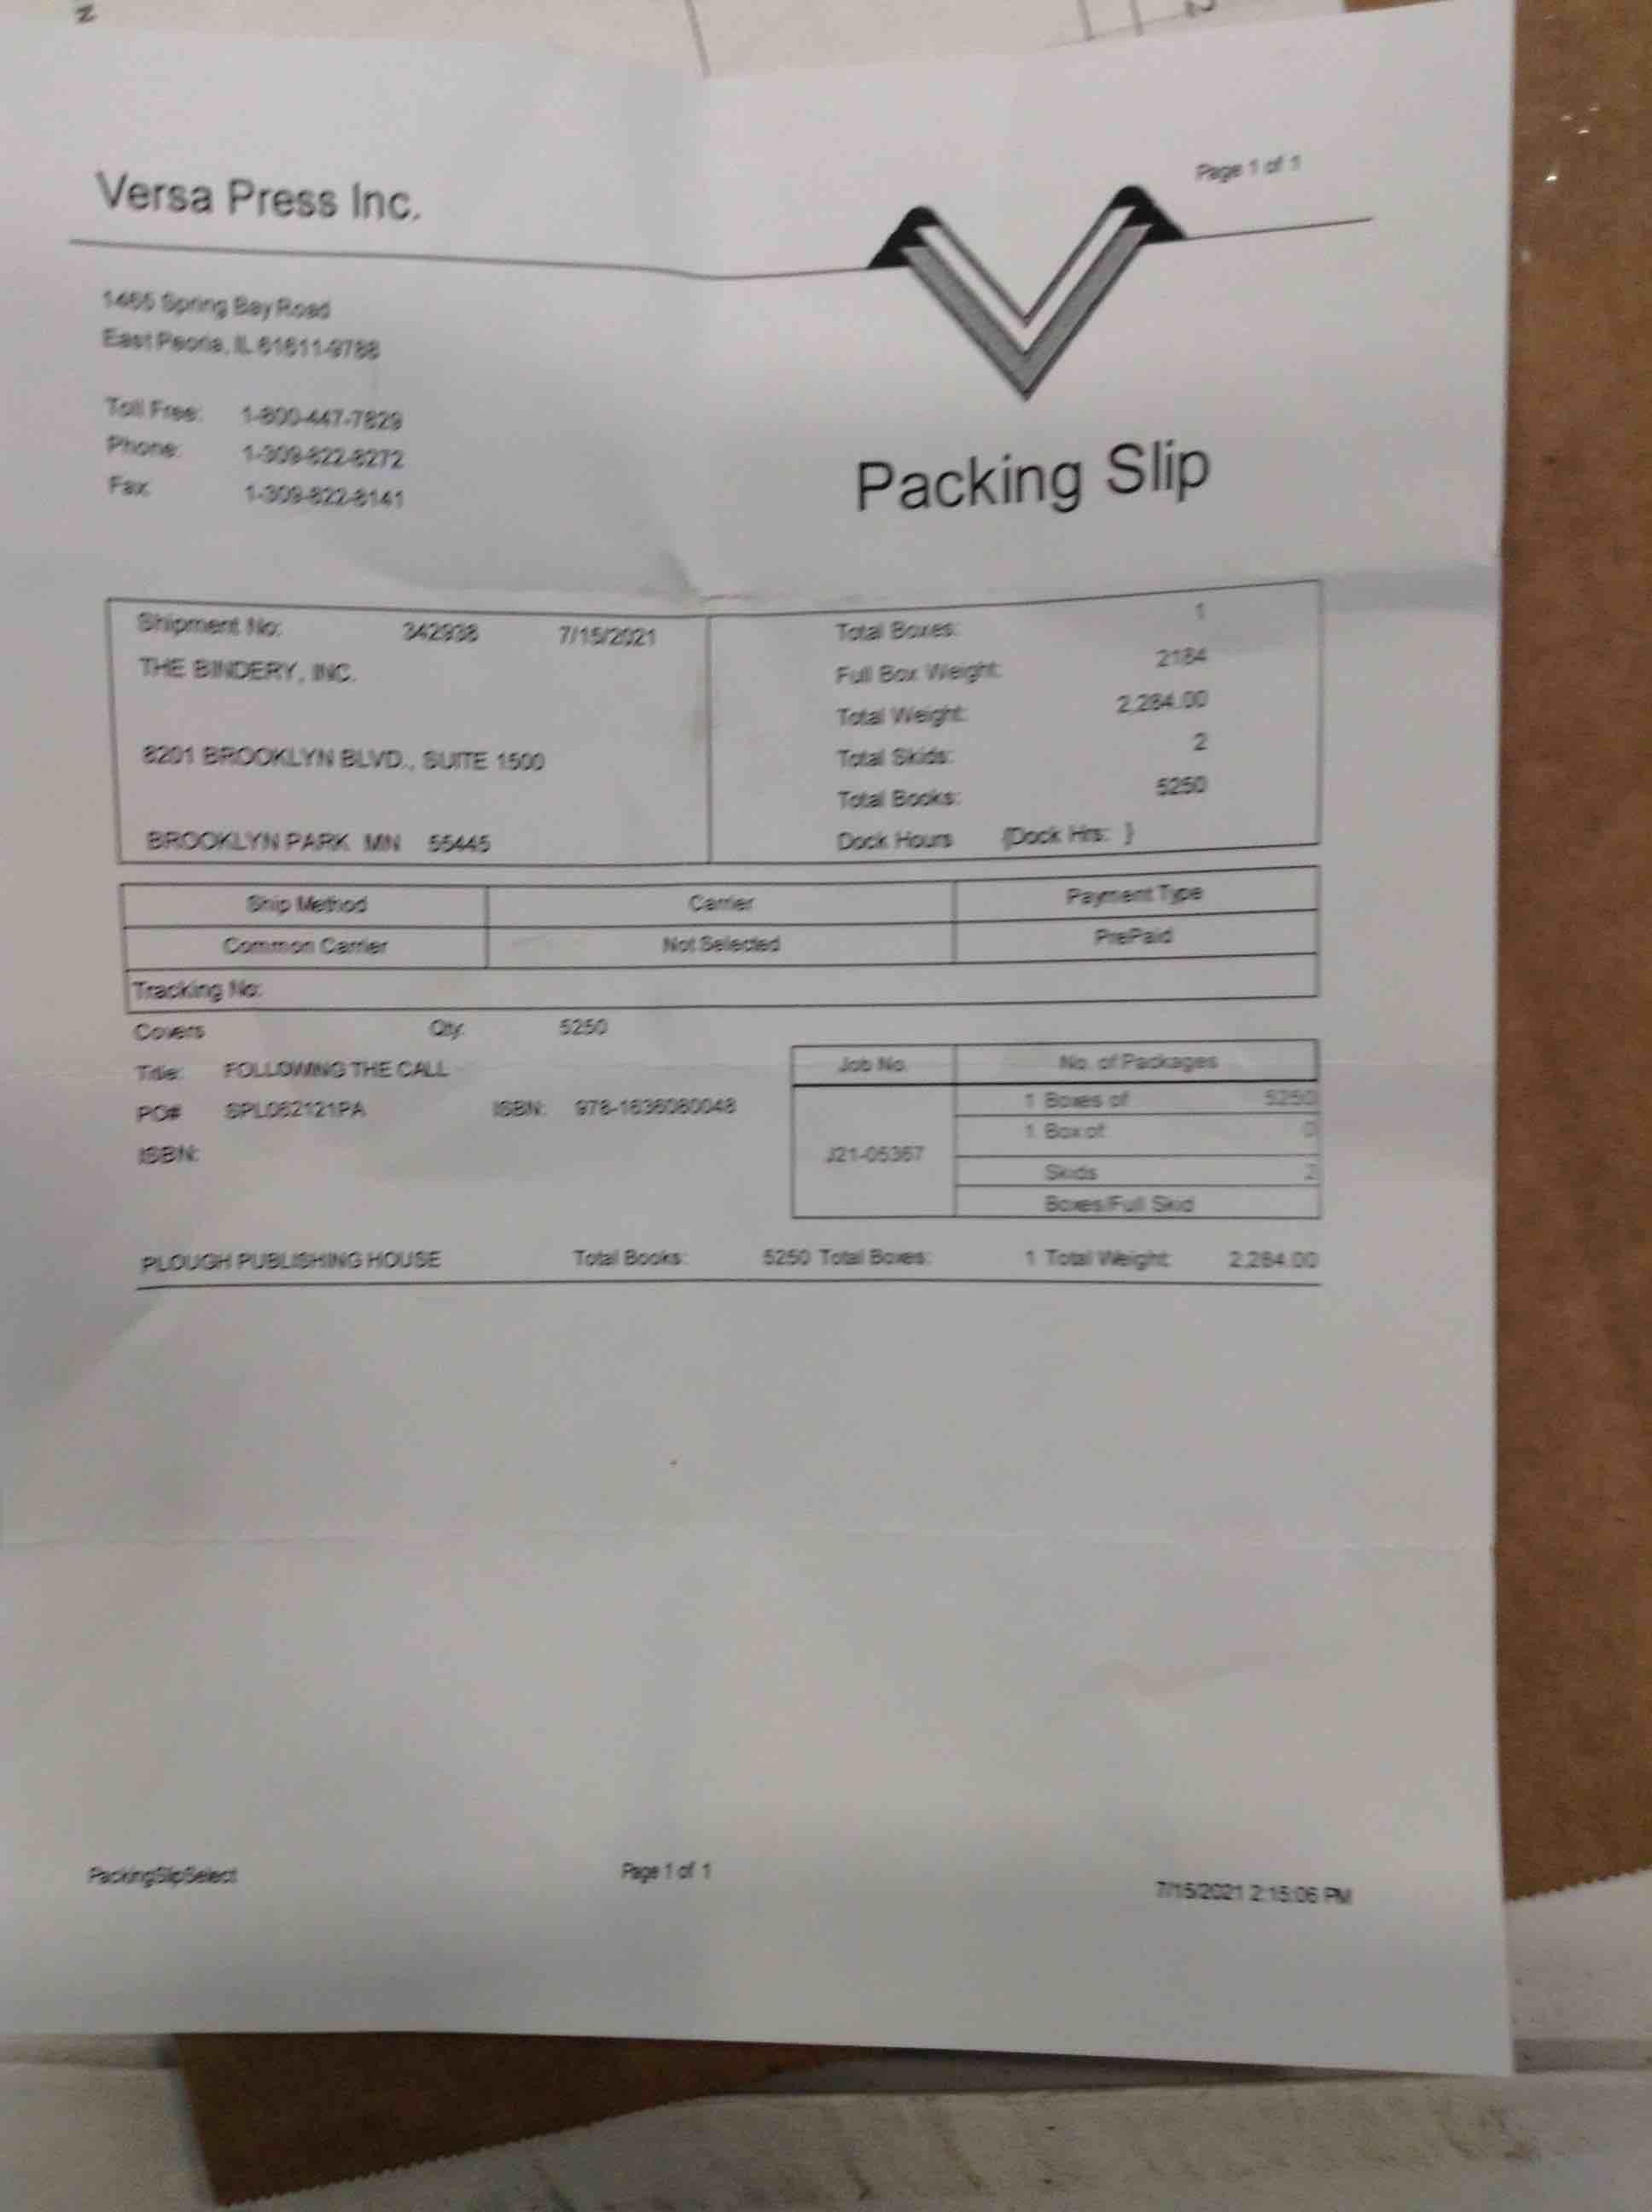 Versa Press Inc.
Page 1 of 1
1465 Spring Bay Road
East Peoria, IL 61611-9788
Toll Free: 1-800-447-7829
Phone: 1-309-822-8272
Fax: 1-309-822-8141
Packing Slip
Shipment No: 342938 7/15/2021
THE BINDERY, INC.
8201 BROOKLYN BLVD., SUITE 1500
BROOKLYN PARK MN 55445
Total Boxes: 1
Full Box Weight: 2184
Total Weight: 2,284.00
Total Skids: 2
Total Books: 5250
Dock Hours {Dock Hrs: }
Ship Method Carrier Payment Type
Common Carrier Not Selected PrePaid
Tracking No:
Covers Qty: 5250
Title: FOLLOWING THE CALL
PO# SPL062121PA ISBN: 978-1636080048
ISBN:
Job No. No. of Packages
J21-05367
1 Boxes of 5250
1 Box of 0
Skids 2
Boxes/Full Skid
PLOUGH PUBLISHING HOUSE Total Books: 5250 Total Boxes: 1 Total Weight: 2,284.00
PackingSlipSelect Page 1 of 1 7/15/2021 2:15:06 PM